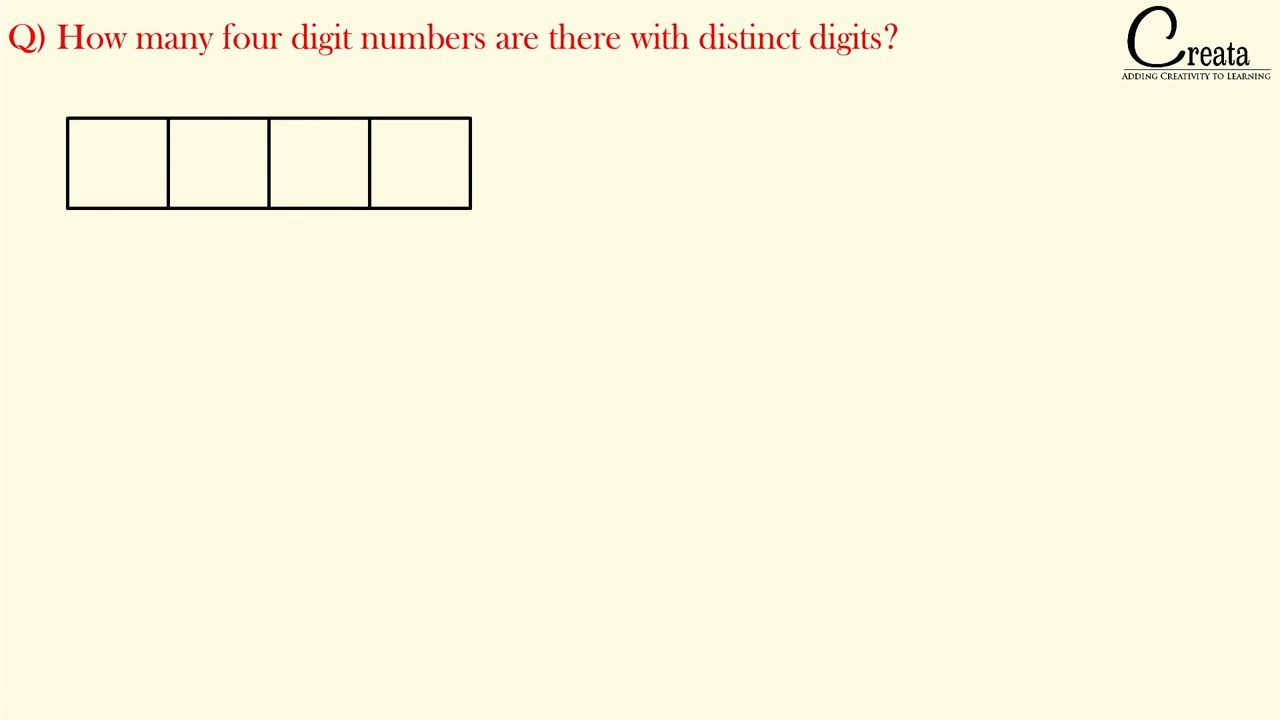 Q) How many four digit numbers are there with distinct digits?
Creata
ADDING CREATIVITY TO LEARNING